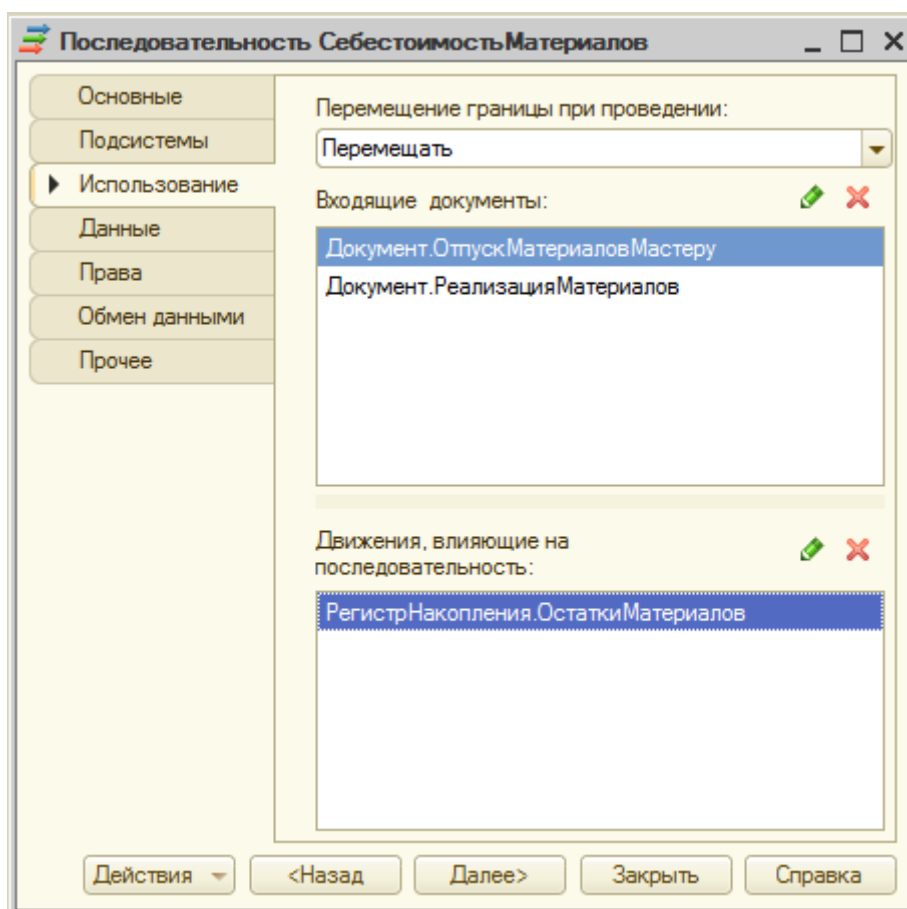 Последовательность СебестоимостьМатериалов
Основные
Подсистемы
Использование
Данные
Права
Обмен данными
Прочее
Перемещение границы при проведении:
Перемещать
Входящие документы:
Документ.ОтпускМатериаловМастеру
Документ.РеализацияМатериалов
Движения, влияющие на
последовательность:
РегистрНакопления.ОстаткиМатериалов
Действия
<Назад
Далее>
Закрыть
Справка